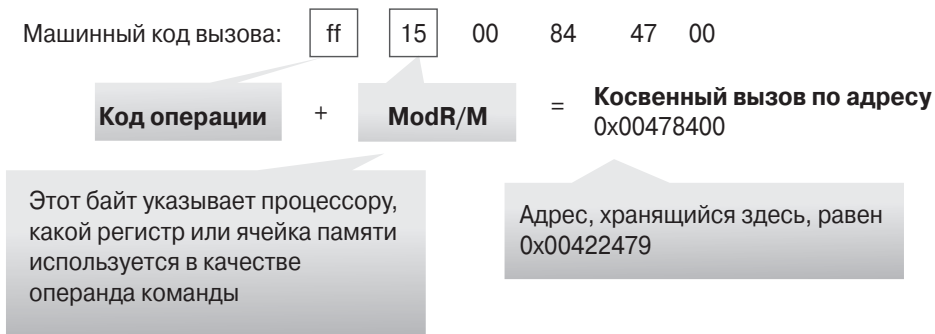 Машинный код вызова: ff 15 00 84 47 00
Код операции + ModR/M = Косвенный вызов по адресу
0x00478400
Этот байт указывает процессору,
какой регистр или ячейка памяти
используется в качестве
операнда команды
Адрес, хранящийся здесь, равен
0x00422479